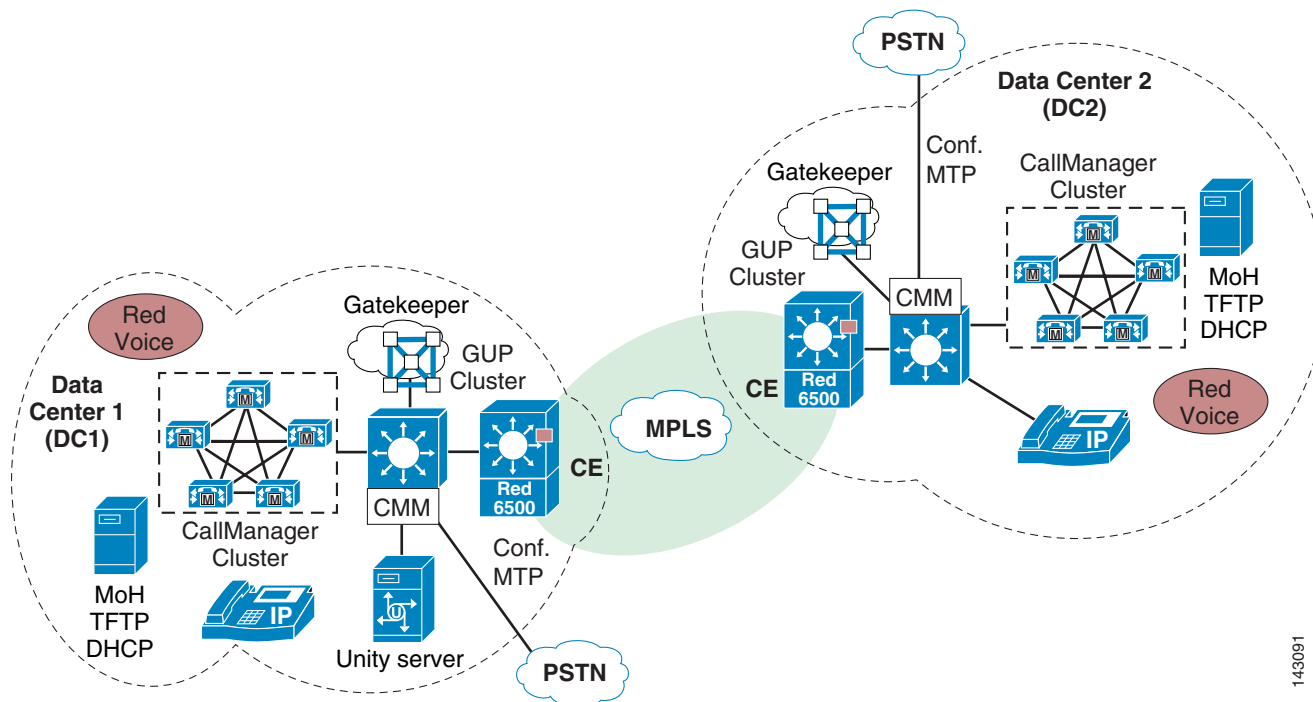 PSTN
Data Center 2
(DC2)
Conf.
MTP
CallManager
Cluster
Gatekeeper
M
M
M
M
M
GUP
Cluster
CMM
MoH
TFTP
DHCP
CE
Red
6500
Red
Voice
IP
MPLS
Red
Voice
Gatekeeper
GUP
Cluster
Data
Center 1
(DC1)
M
M
M
M
M
CE
Red
6500
CMM
CallManager
Cluster
Conf.
MTP
MoH
TFTP
DHCP
IP
U
Unity server
PSTN
143091